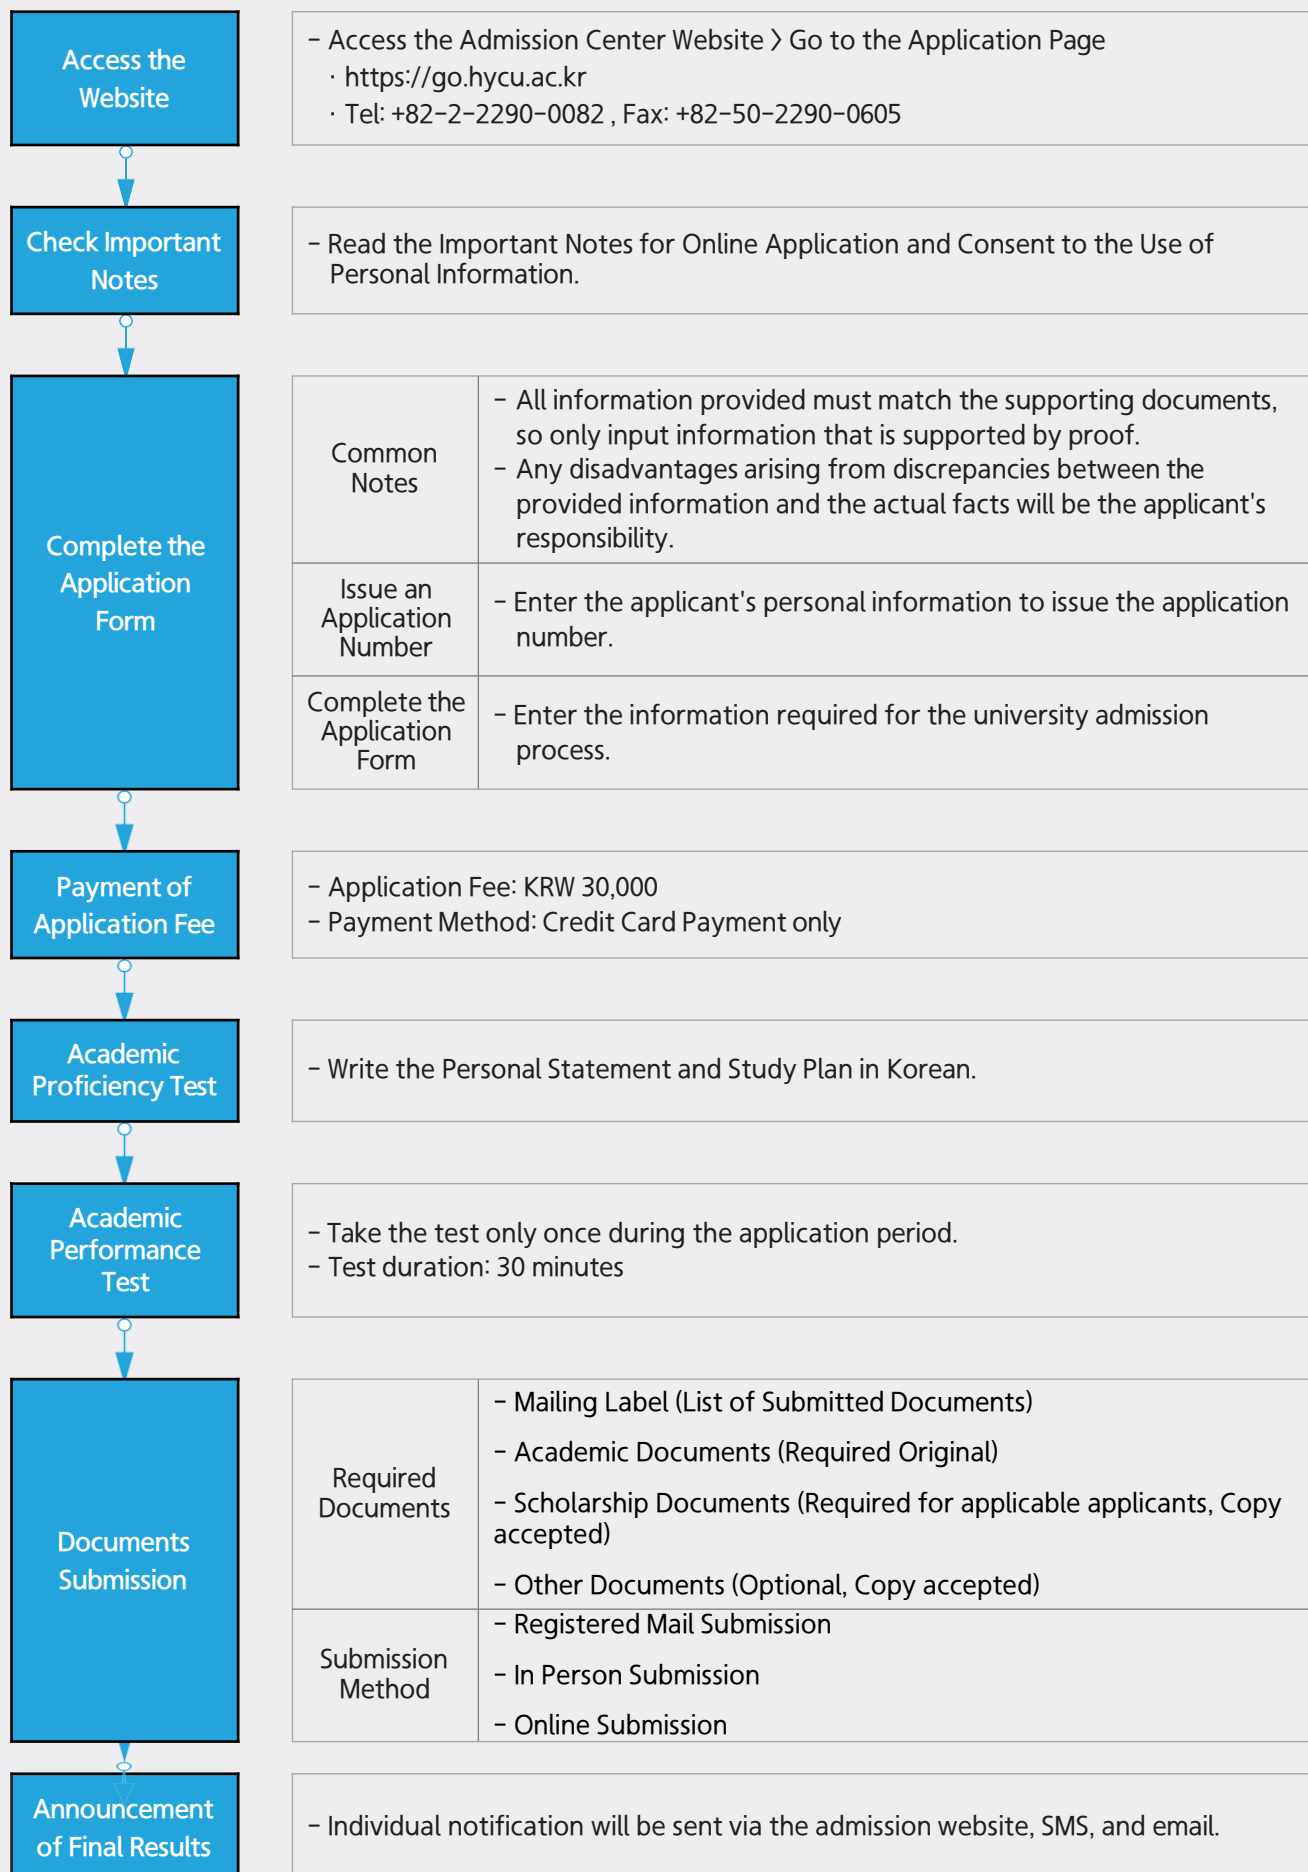 Access the
Website
- Access the Admission Center Website > Go to the Application Page
· https://go.hycu.ac.kr
· Tel: +82-2-2290-0082 , Fax: +82-50-2290-0605
Check Important
Notes
- Read the Important Notes for Online Application and Consent to the Use of
Personal Information.
Complete the
Application
Form
Common
Notes
- All information provided must match the supporting documents,
so only input information that is supported by proof.
- Any disadvantages arising from discrepancies between the
provided information and the actual facts will be the applicant's
responsibility.
Issue an
Application
Number
- Enter the applicant's personal information to issue the application
number.
Complete the
Application
Form
- Enter the information required for the university admission
process.
Payment of
Application Fee
- Application Fee: KRW 30,000
- Payment Method: Credit Card Payment only
Academic
Proficiency Test
- Write the Personal Statement and Study Plan in Korean.
Academic
Performance
Test
- Take the test only once during the application period.
- Test duration: 30 minutes
Documents
Submission
Required
Documents
- Mailing Label (List of Submitted Documents)
- Academic Documents (Required Original)
- Scholarship Documents (Required for applicable applicants, Copy
accepted)
- Other Documents (Optional, Copy accepted)
Submission
Method
- Registered Mail Submission
- In Person Submission
- Online Submission
Announcement
of Final Results
- Individual notification will be sent via the admission website, SMS, and email.